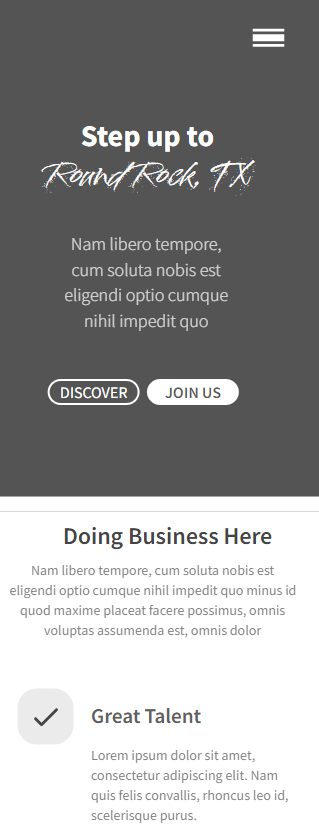 Step up to
Round Rock, TX
Nam libero tempore,
cum soluta nobis est
eligendi optio cumque
nihil impedit quo
DISCOVER
JOIN US
Doing Business Here
Nam libero tempore, cum soluta nobis est
eligendi optio cumque nihil impedit quo minus id
quod maxime placeat facere possimus, omnis
voluptas assumenda est, omnis dolor
Great Talent
Lorem ipsum dolor sit amet,
consectetur adipiscing elit. Nam
quis felis convallis, rhoncus leo id,
scelerisque purus.